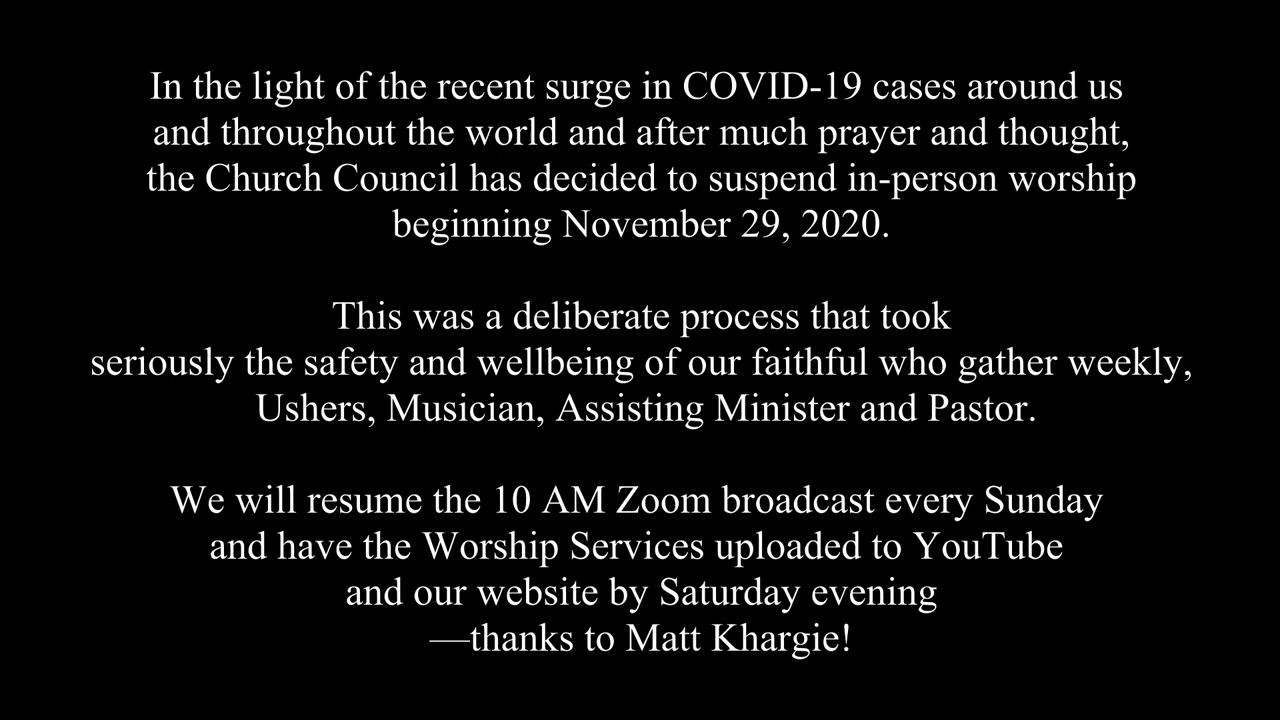 In the light of the recent surge in COVID-19 cases around us
and throughout the world and after much prayer and thought,
the Church Council has decided to suspend in-person worship
beginning November 29, 2020.
This was a deliberate process that took
seriously the safety and wellbeing of our faithful who gather weekly,
Ushers, Musician, Assisting Minister and Pastor.
We will resume the 10 AM Zoom broadcast every Sunday
and have the Worship Services uploaded to YouTube
and our website by Saturday evening
—thanks to Matt Khargie!